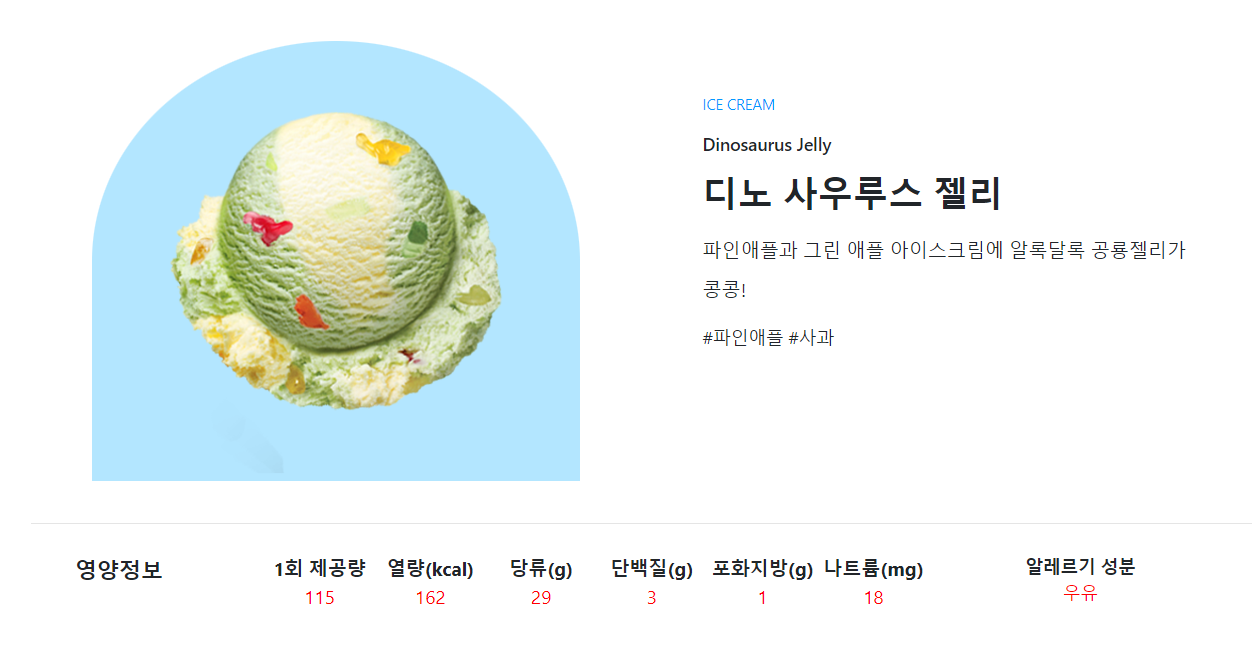 ICE CREAM
Dinosaurus Jelly
디노 사우루스 젤리
파인애플과 그린 애플 아이스크림에 알록달록 공룡젤리가
콩콩!
#파인애플 #사과
영양정보
1회 제공량 열량(kcal) 당류(g) 단백질(g) 포화지방(g) 나트륨(mg) 알레르기 성분
115 162 29 3 1 18 우유